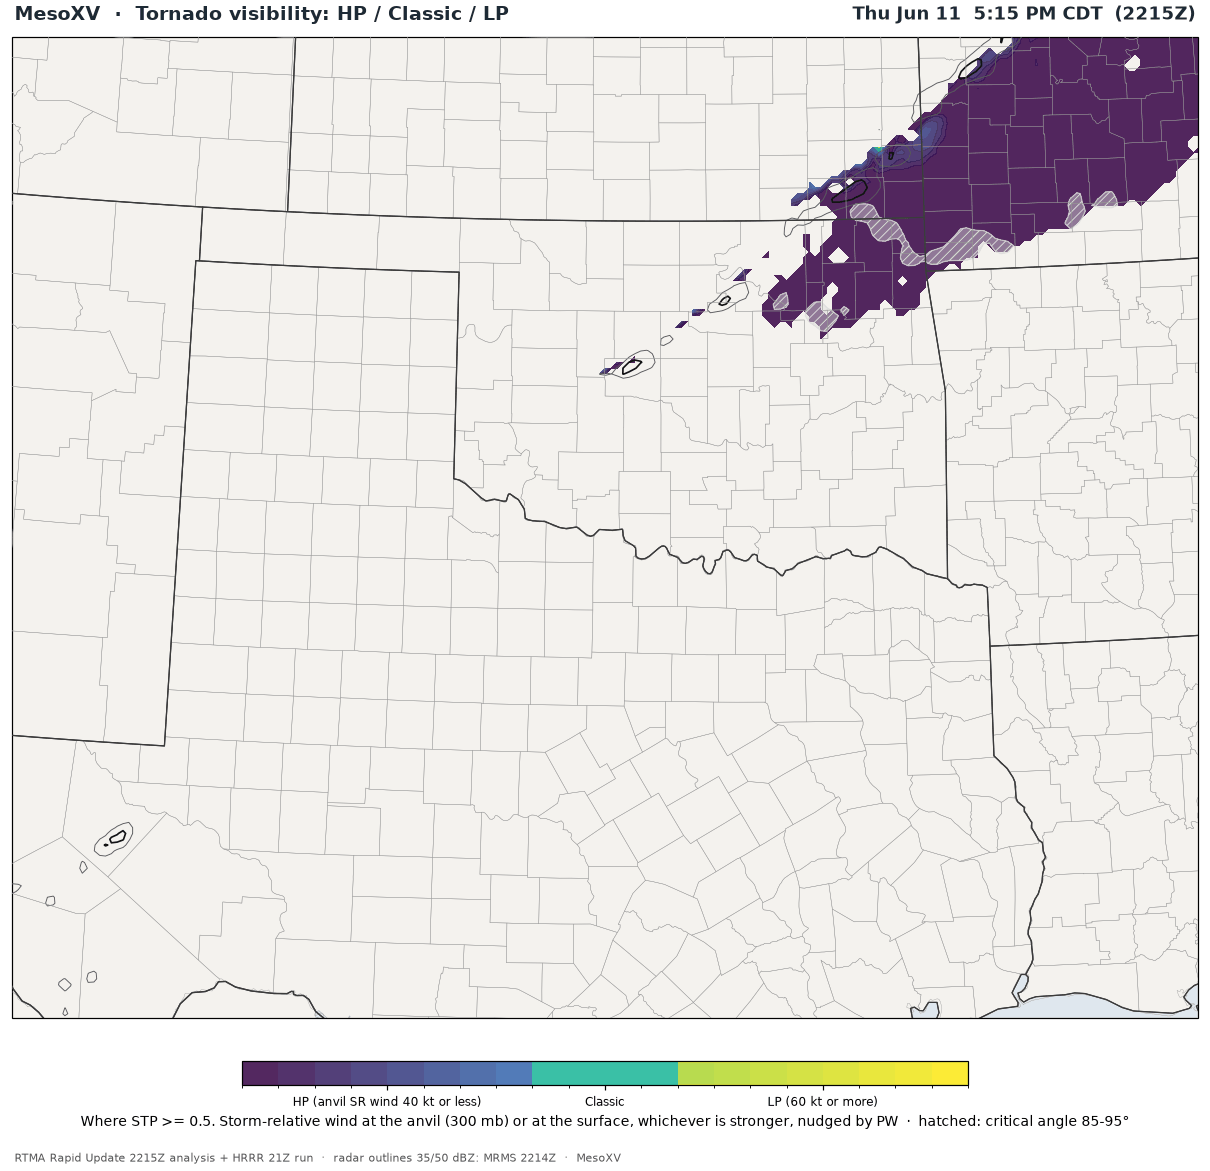 MesoXV · Tornado visibility: HP / Classic / LP
Thu Jun 11 5:15 PM CDT (2215Z)
HP (anvil SR wind 40 kt or less)
Classic
LP (60 kt or more)
Where STP >= 0.5. Storm-relative wind at the anvil (300 mb) or at the surface, whichever is stronger, nudged by PW · hatched: critical angle 85-95°
RTMA Rapid Update 2215Z analysis + HRRR 21Z run · radar outlines 35/50 dBZ: MRMS 2214Z · MesoXV